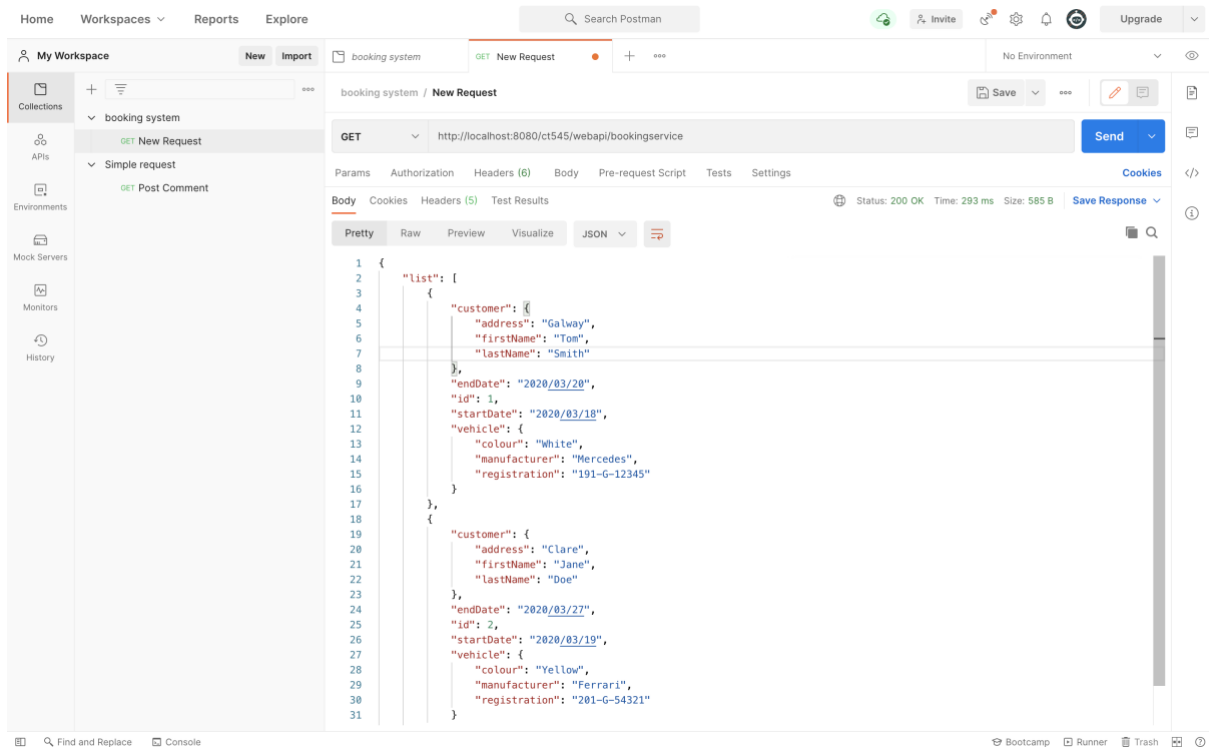 Home Workspaces Reports Explore Search Postman Invite Upgrade
My Workspace New Import booking system GET New Request No Environment
Collections
APIs
Environments
Mock Servers
Monitors
History
booking system
GET New Request
Simple request
GET Post Comment
booking system / New Request Save
GET http://localhost:8080/ct545/webapi/bookingservice Send
Params Authorization Headers (6) Body Pre-request Script Tests Settings Cookies
Body Cookies Headers (5) Test Results Status: 200 OK Time: 293 ms Size: 585 B Save Response
Pretty Raw Preview Visualize JSON
1 {
2 "list": [
3 {
4 "customer": {
5 "address": "Galway",
6 "firstName": "Tom",
7 "lastName": "Smith"
8 },
9 "endDate": "2020/03/20",
10 "id": 1,
11 "startDate": "2020/03/18",
12 "vehicle": {
13 "colour": "White",
14 "manufacturer": "Mercedes",
15 "registration": "191-G-12345"
16 }
17 },
18 {
19 "customer": {
20 "address": "Clare",
21 "firstName": "Jane",
22 "lastName": "Doe"
23 },
24 "endDate": "2020/03/27",
25 "id": 2,
26 "startDate": "2020/03/19",
27 "vehicle": {
28 "colour": "Yellow",
29 "manufacturer": "Ferrari",
30 "registration": "201-G-54321"
31 }
Find and Replace Console Bootcamp Runner Trash